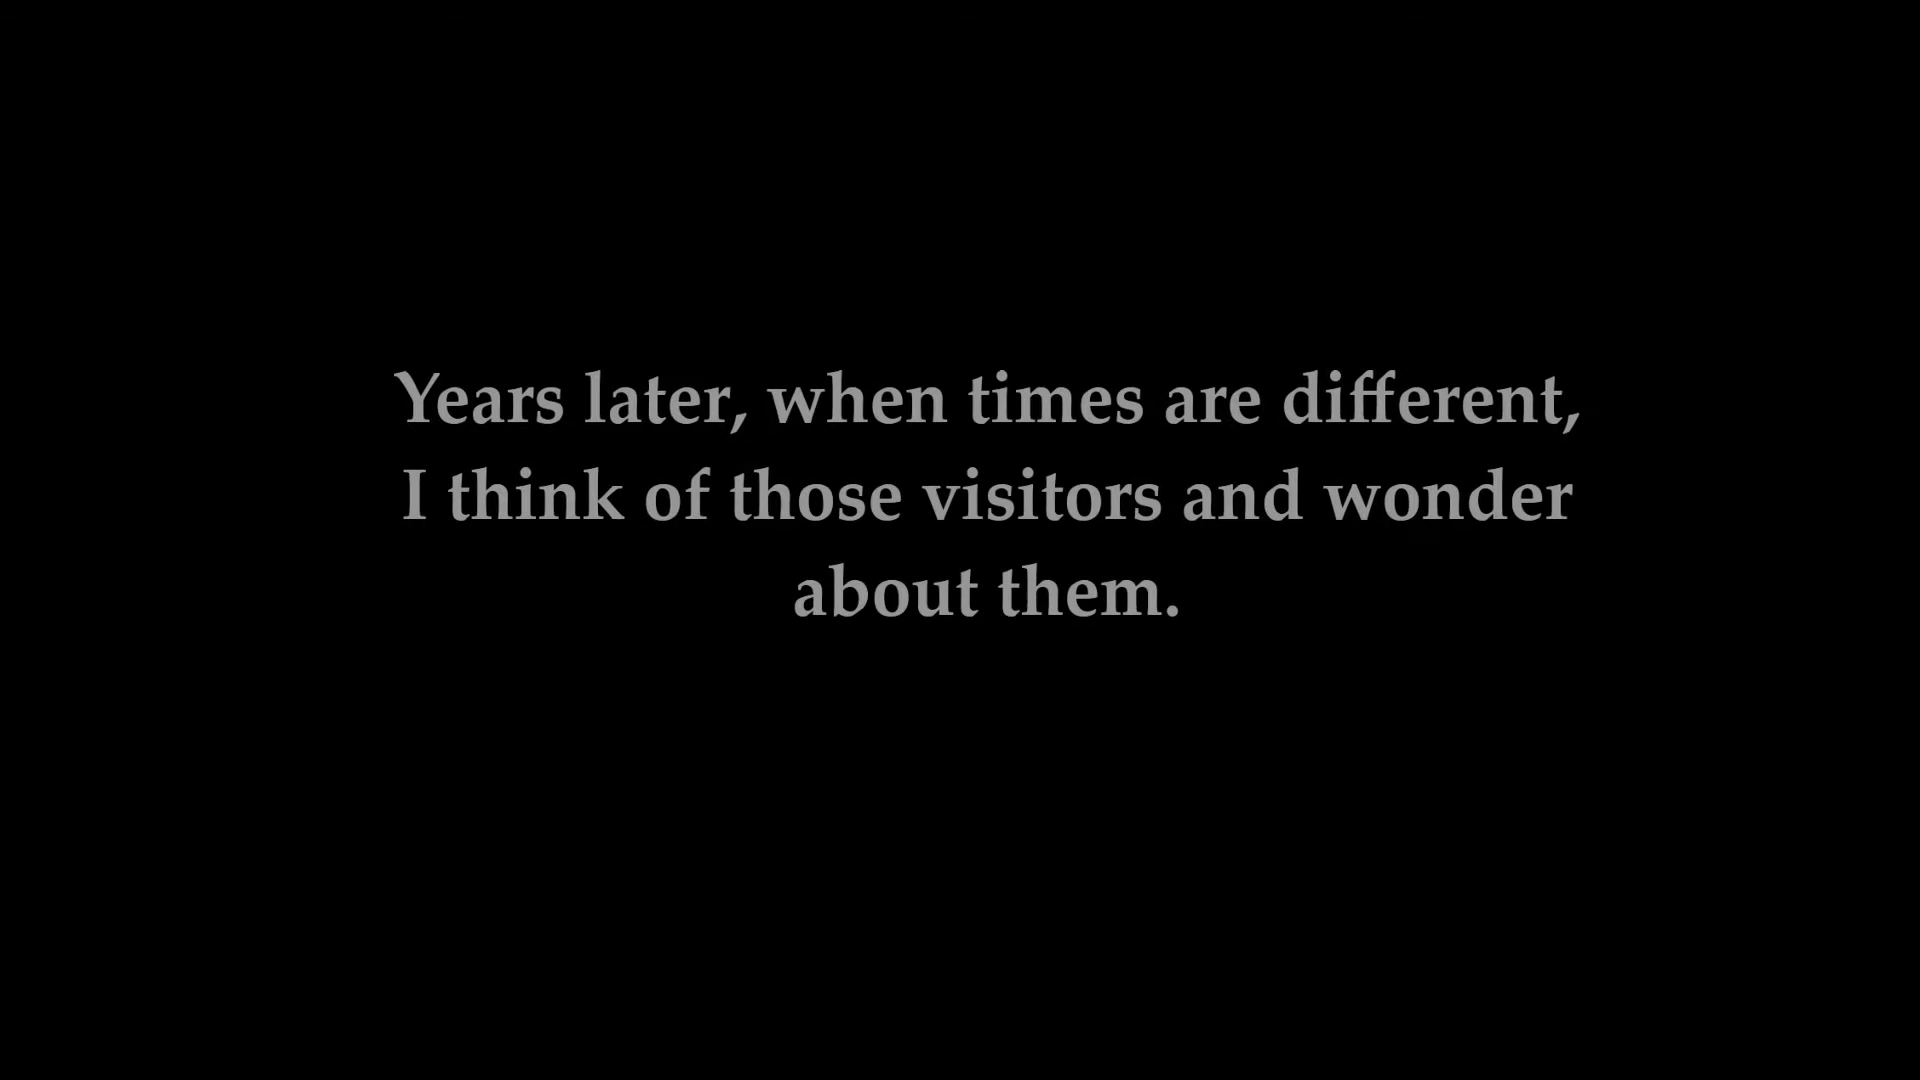 Years later, when times are different,
I think of those visitors and wonder
about them.